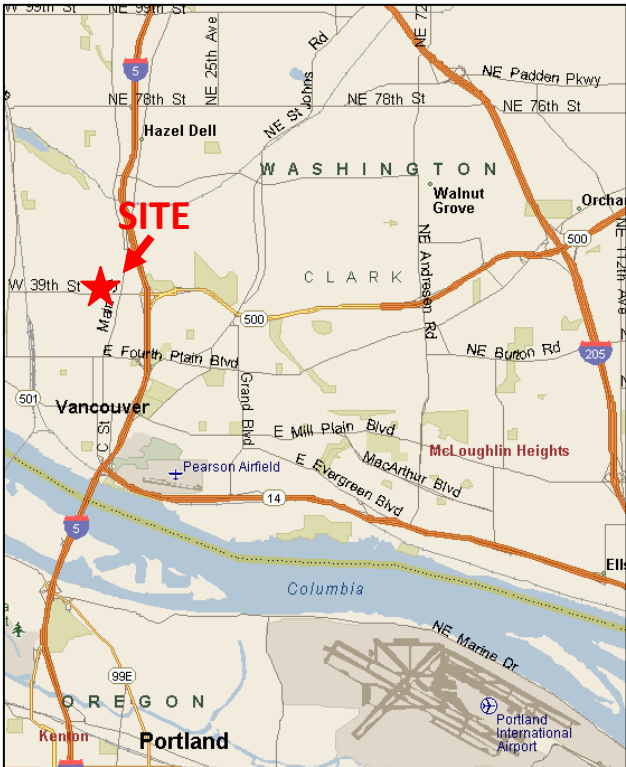 W 99th St
NE 99th St
NE 72
NE 25th Ave
Rd
5
NE Padden Pkwy
NE St Johns
NE 78th St
NE 78th St
NE 76th St
Hazel Dell
WASHINGTON
Walnut
Grove
Orchar
SITE
500
NE 112th Ave
CLARK
NE Andresen Rd
W 39th St
Main S
500
E Fourth Plain Blvd
NE Burton Rd
205
Grand Blvd
501
Vancouver
C St
E Mill Plain Blvd
McLoughlin Heights
Pearson Airfield
MacArthur Blvd
E Evergreen Blvd
14
5
Ells
Columbia
NE Marine Dr
99E
OREGON
Kenton
Portland
Portland
International
Airport